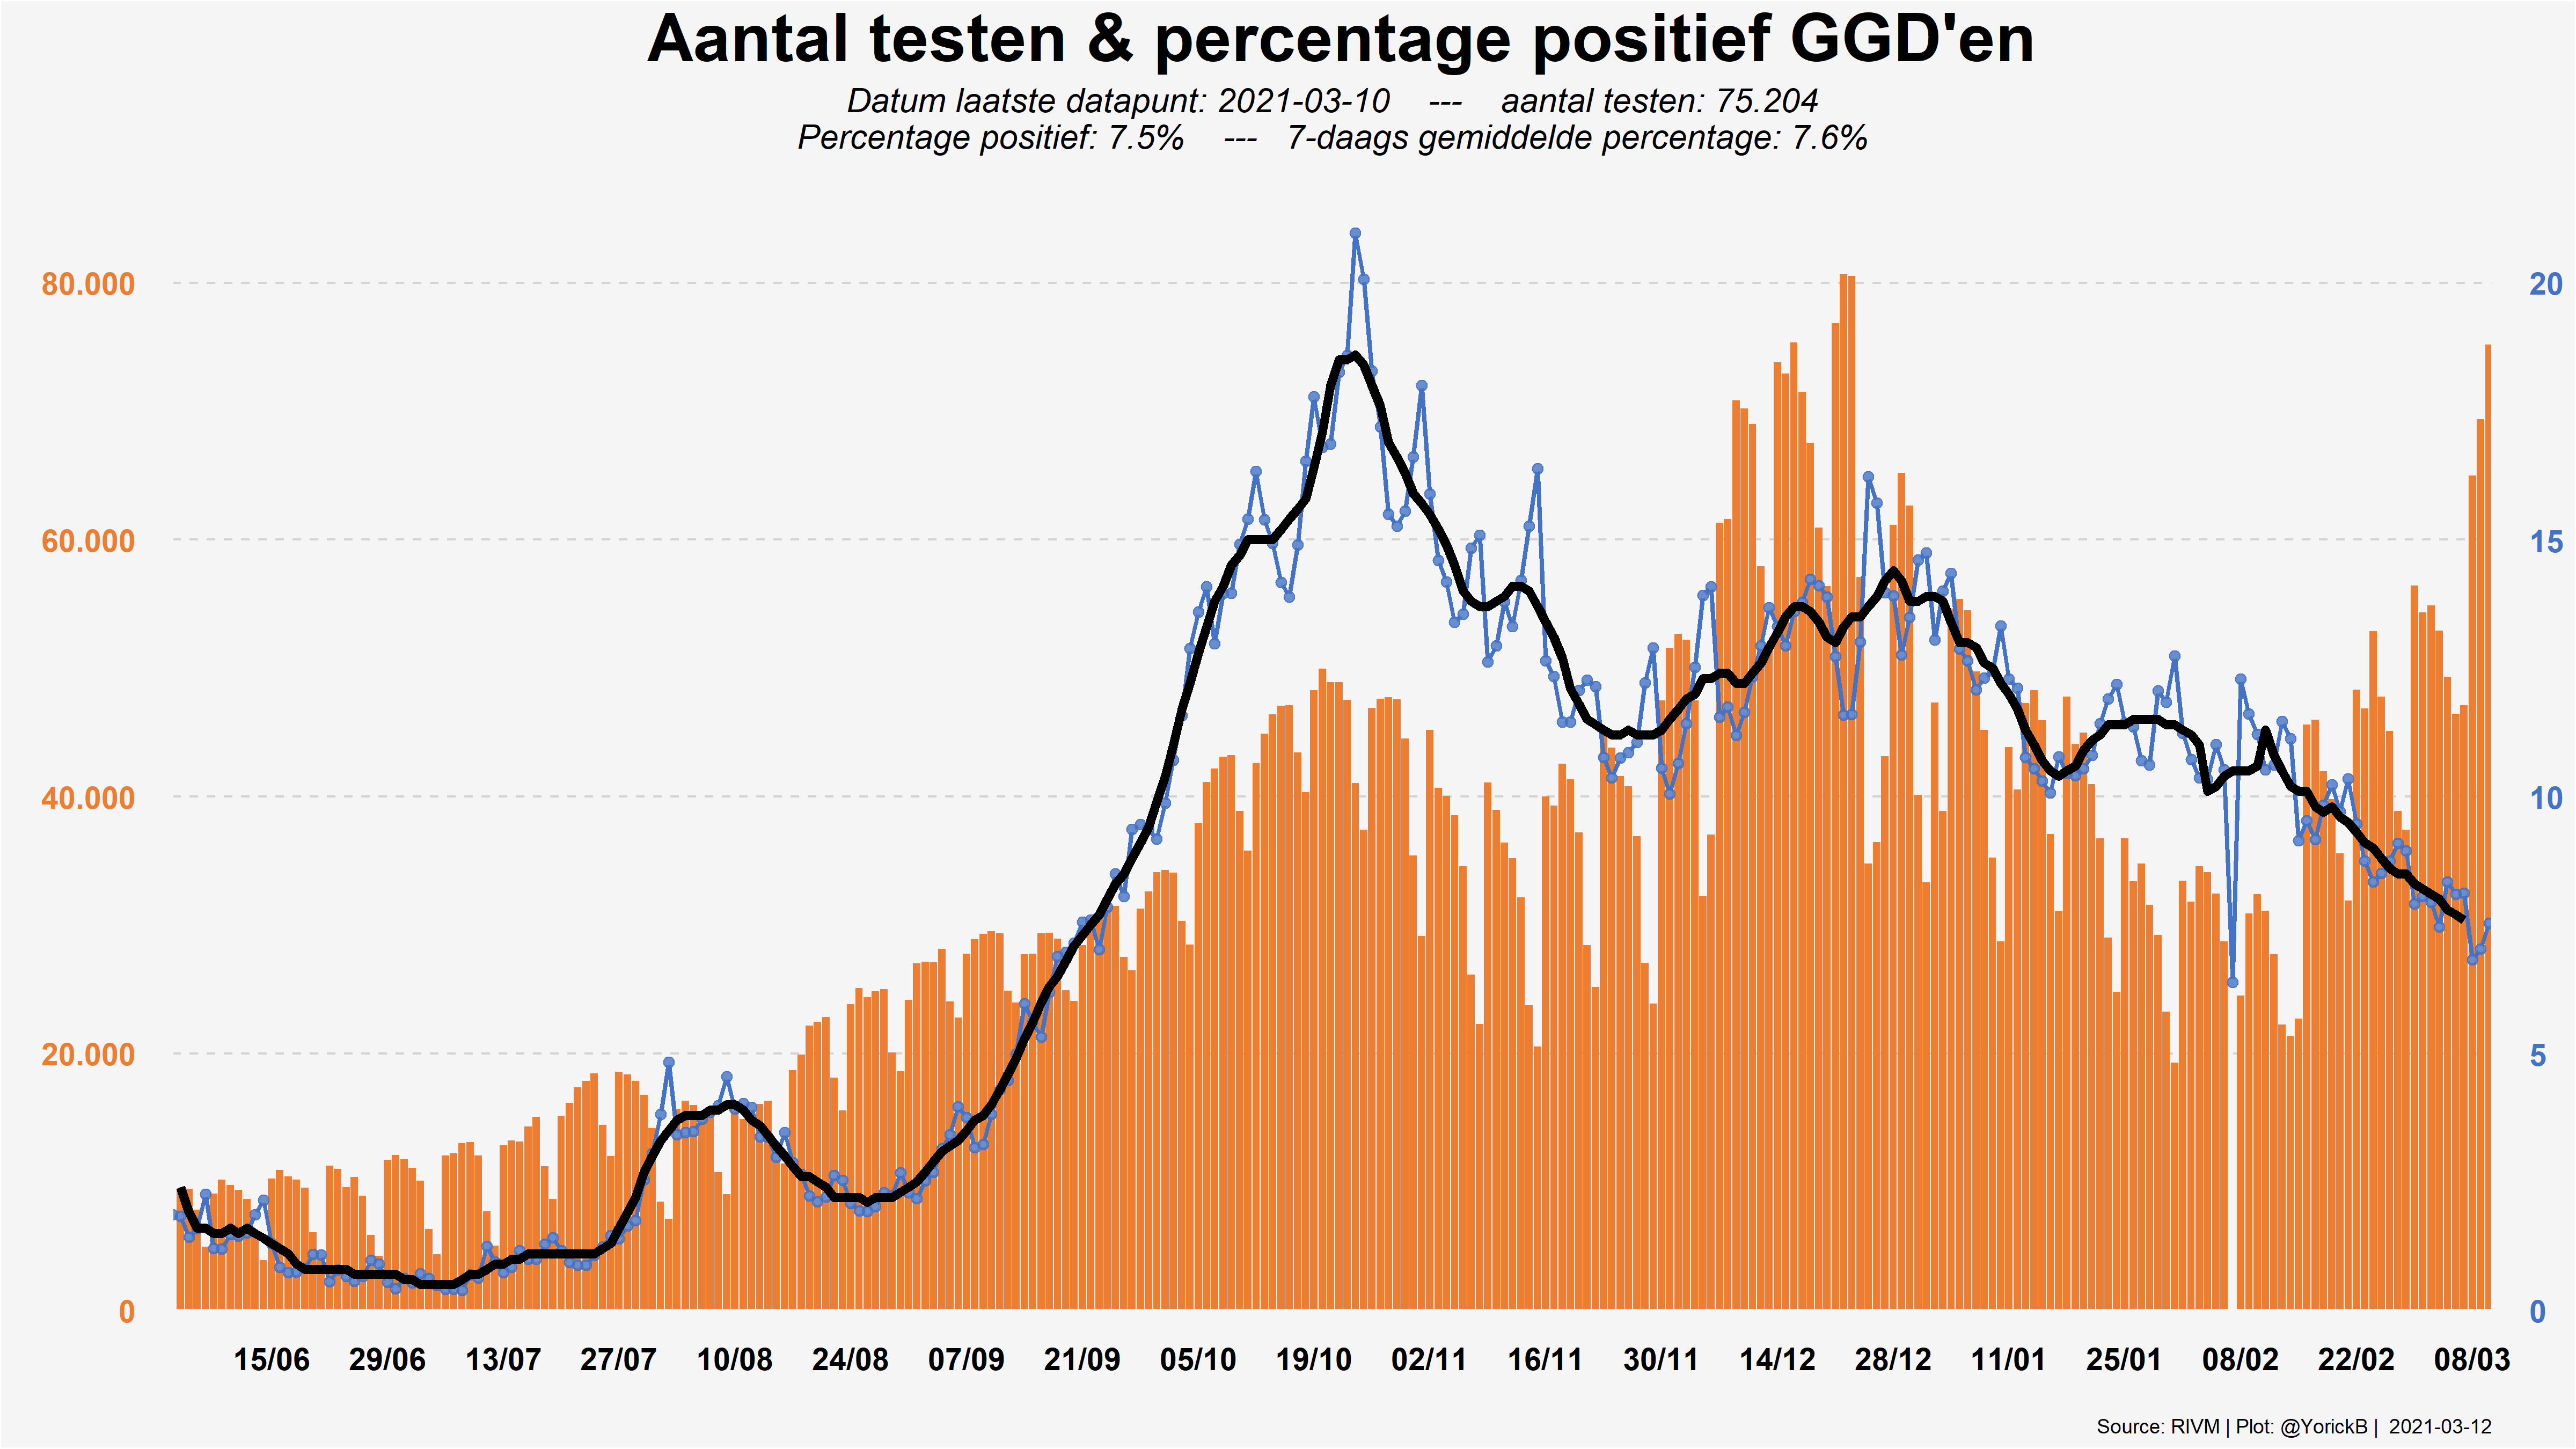 Aantal testen & percentage positief GGD'en
Datum laatste datapunt: 2021-03-10 --- aantal testen: 75.204
Percentage positief: 7.5% --- 7-daags gemiddelde percentage: 7.6%
80.000 20
60.000 15
40.000 10
20.000 5
0 0
15/06 29/06 13/07 27/07 10/08 24/08 07/09 21/09 05/10 19/10 02/11 16/11 30/11 14/12 28/12 11/01 25/01 08/02 22/02 08/03
Source: RIVM | Plot: @YorickB | 2021-03-12